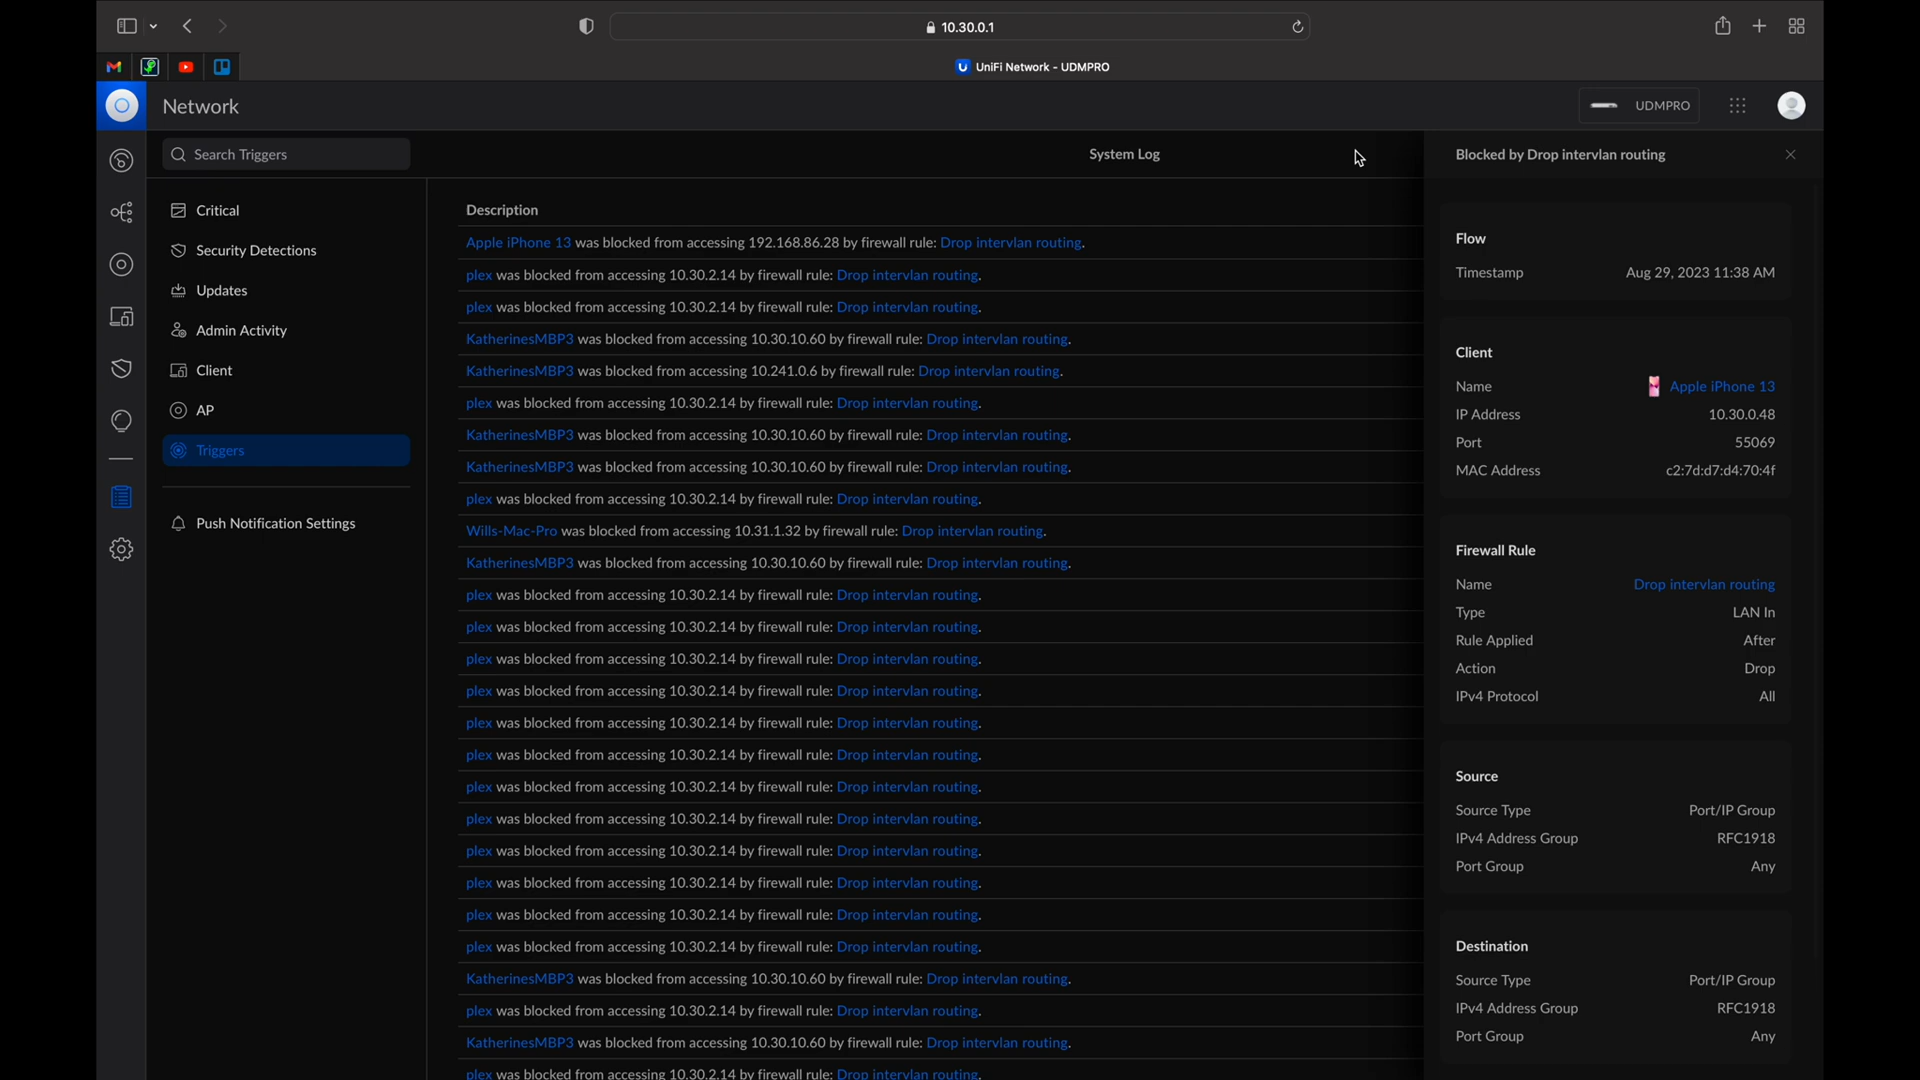 10.30.0.1
UniFi Network - UDMPRO
Network
UDMPRO
Search Triggers
System Log
Blocked by Drop intervlan routing
Critical
Security Detections
Updates
Admin Activity
Client
AP
Triggers
Push Notification Settings
Description
Apple iPhone 13 was blocked from accessing 192.168.86.28 by firewall rule: Drop intervlan routing.
plex was blocked from accessing 10.30.2.14 by firewall rule: Drop intervlan routing.
plex was blocked from accessing 10.30.2.14 by firewall rule: Drop intervlan routing.
KatherinesMBP3 was blocked from accessing 10.30.10.60 by firewall rule: Drop intervlan routing.
KatherinesMBP3 was blocked from accessing 10.241.0.6 by firewall rule: Drop intervlan routing.
plex was blocked from accessing 10.30.2.14 by firewall rule: Drop intervlan routing.
KatherinesMBP3 was blocked from accessing 10.30.10.60 by firewall rule: Drop intervlan routing.
KatherinesMBP3 was blocked from accessing 10.30.10.60 by firewall rule: Drop intervlan routing.
plex was blocked from accessing 10.30.2.14 by firewall rule: Drop intervlan routing.
Wills-Mac-Pro was blocked from accessing 10.31.1.32 by firewall rule: Drop intervlan routing.
KatherinesMBP3 was blocked from accessing 10.30.10.60 by firewall rule: Drop intervlan routing.
plex was blocked from accessing 10.30.2.14 by firewall rule: Drop intervlan routing.
plex was blocked from accessing 10.30.2.14 by firewall rule: Drop intervlan routing.
plex was blocked from accessing 10.30.2.14 by firewall rule: Drop intervlan routing.
plex was blocked from accessing 10.30.2.14 by firewall rule: Drop intervlan routing.
plex was blocked from accessing 10.30.2.14 by firewall rule: Drop intervlan routing.
plex was blocked from accessing 10.30.2.14 by firewall rule: Drop intervlan routing.
plex was blocked from accessing 10.30.2.14 by firewall rule: Drop intervlan routing.
plex was blocked from accessing 10.30.2.14 by firewall rule: Drop intervlan routing.
plex was blocked from accessing 10.30.2.14 by firewall rule: Drop intervlan routing.
plex was blocked from accessing 10.30.2.14 by firewall rule: Drop intervlan routing.
plex was blocked from accessing 10.30.2.14 by firewall rule: Drop intervlan routing.
plex was blocked from accessing 10.30.2.14 by firewall rule: Drop intervlan routing.
KatherinesMBP3 was blocked from accessing 10.30.10.60 by firewall rule: Drop intervlan routing.
plex was blocked from accessing 10.30.2.14 by firewall rule: Drop intervlan routing.
KatherinesMBP3 was blocked from accessing 10.30.10.60 by firewall rule: Drop intervlan routing.
plex was blocked from accessing 10.30.2.14 by firewall rule: Drop intervlan routing.
Flow
Timestamp Aug 29, 2023 11:38 AM
Client
Name Apple iPhone 13
IP Address 10.30.0.48
Port 55069
MAC Address c2:7d:d7:d4:70:4f
Firewall Rule
Name Drop intervlan routing
Type LAN In
Rule Applied After
Action Drop
IPv4 Protocol All
Source
Source Type Port/IP Group
IPv4 Address Group RFC1918
Port Group Any
Destination
Source Type Port/IP Group
IPv4 Address Group RFC1918
Port Group Any